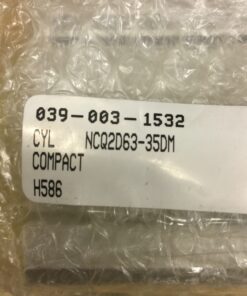 039-003-1532
CYL NCQ2D63-35DM
COMPACT
H586